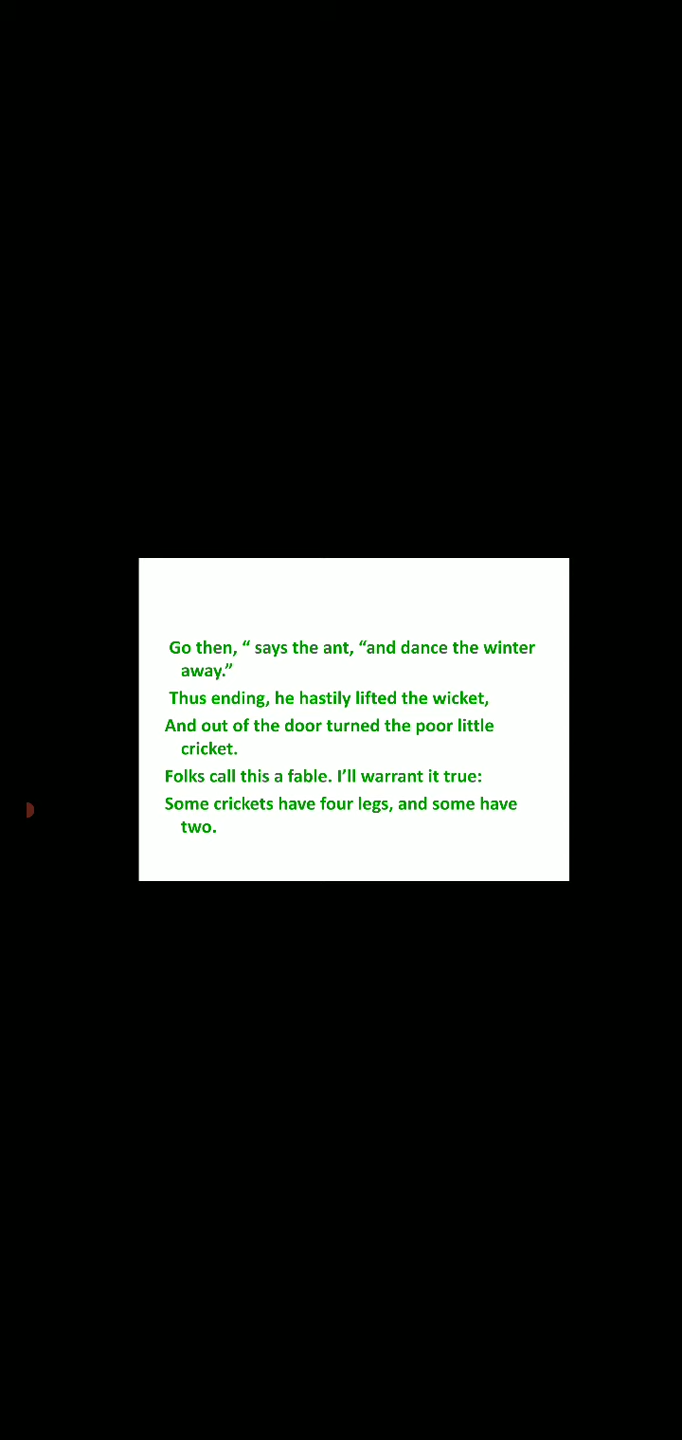 Go then, “ says the ant, “and dance the winter
away.”
Thus ending, he hastily lifted the wicket,
And out of the door turned the poor little
cricket.
Folks call this a fable. I’ll warrant it true:
Some crickets have four legs, and some have
two.